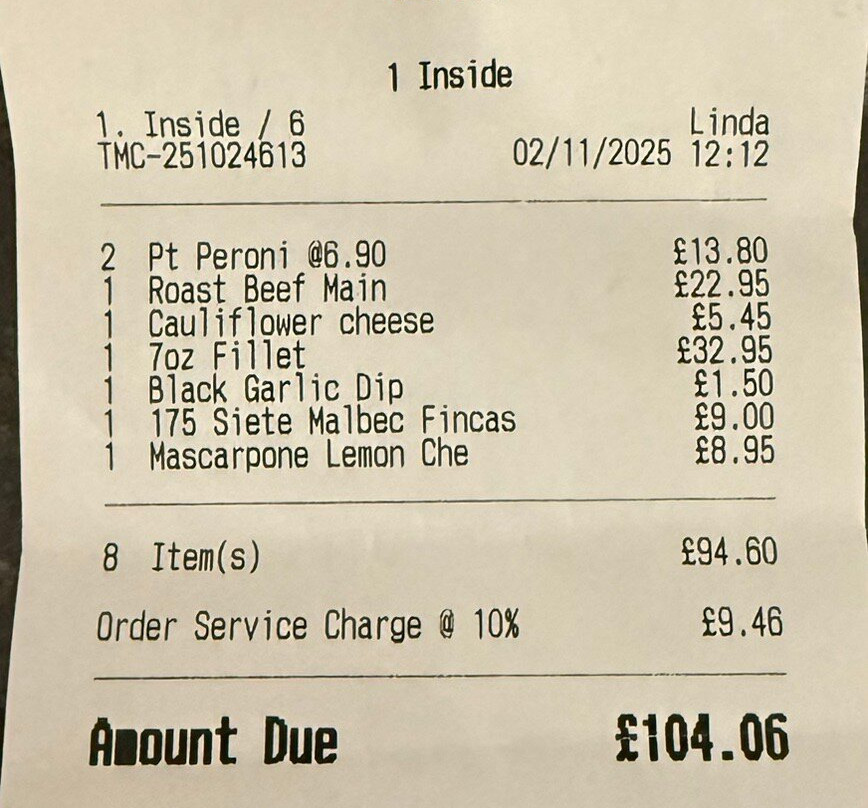 1 Inside
1. Inside / 6 Linda
TMC-251024613 02/11/2025 12:12
2 Pt Peroni @6.90 £13.80
1 Roast Beef Main £22.95
1 Cauliflower cheese £5.45
1 7oz Fillet £32.95
1 Black Garlic Dip £1.50
1 175 Siete Malbec Fincas £9.00
1 Mascarpone Lemon Che £8.95
8 Item(s) £94.60
Order Service Charge @ 10% £9.46
Amount Due £104.06